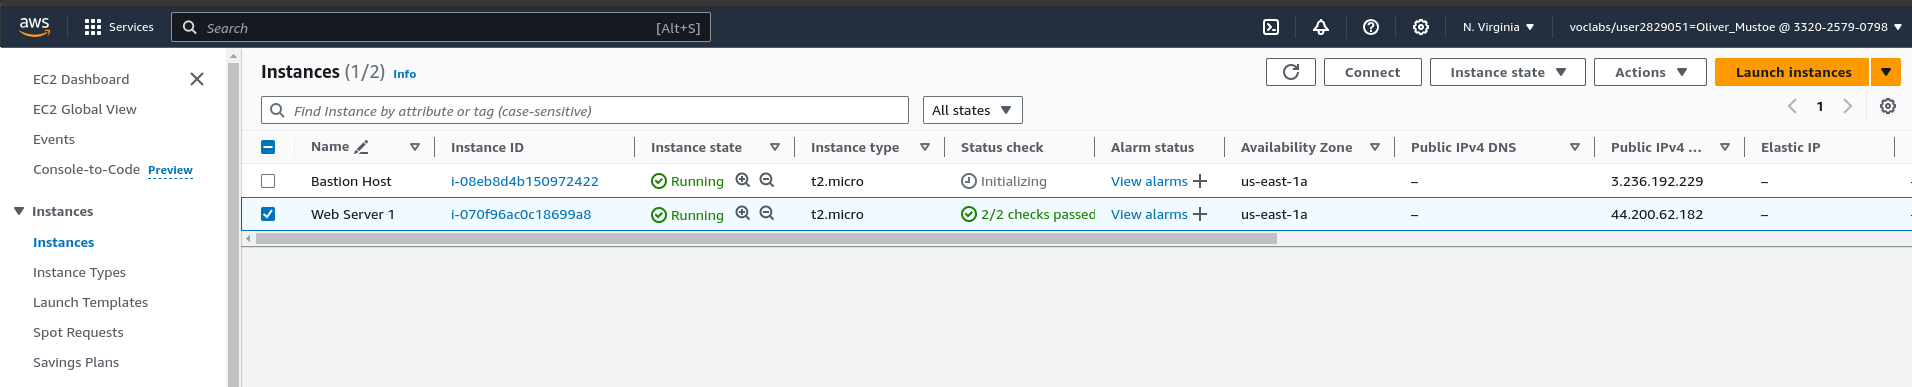 aws Services Search [Alt+S] N. Virginia voclabs/user2829051=Oliver_Mustoe @ 3320-2579-0798
EC2 Dashboard
EC2 Global View
Events
Console-to-Code Preview
Instances
Instances
Instance Types
Launch Templates
Spot Requests
Savings Plans
Instances (1/2) Info Connect Instance state Actions Launch instances
Find Instance by attribute or tag (case-sensitive) All states 1
Name Instance ID Instance state Instance type Status check Alarm status Availability Zone Public IPv4 DNS Public IPv4 ... Elastic IP
Bastion Host i-08eb8d4b150972422 Running t2.micro Initializing View alarms + us-east-1a – 3.236.192.229 –
Web Server 1 i-070f96ac0c18699a8 Running t2.micro 2/2 checks passed View alarms + us-east-1a – 44.200.62.182 –